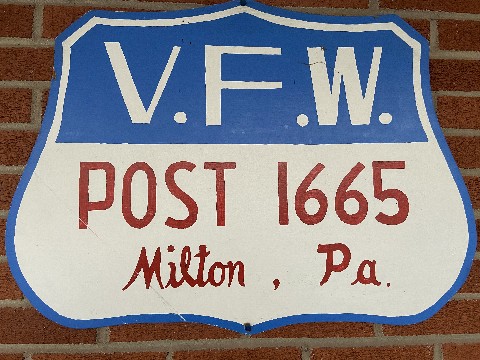 V.F.W.
POST 1665
Milton, Pa.